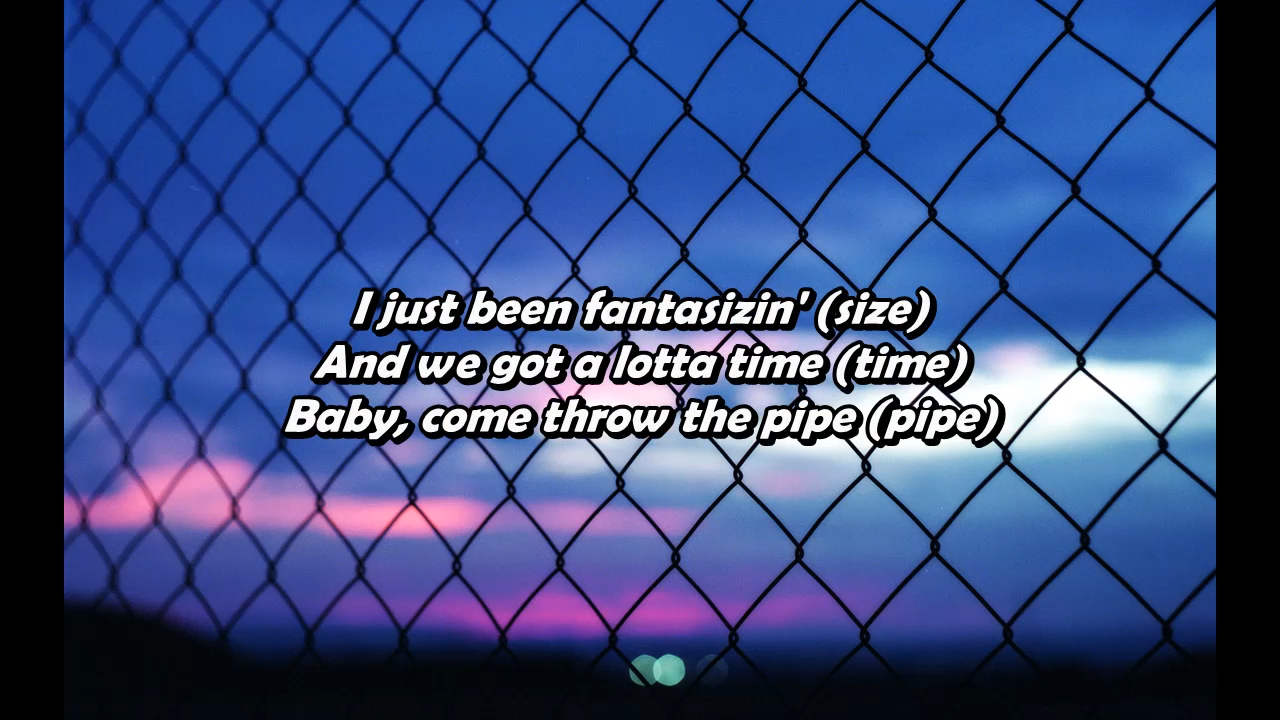 I just been fantasizin' (size)
And we got a lotta time (time)
Baby, come throw the pipe (pipe)